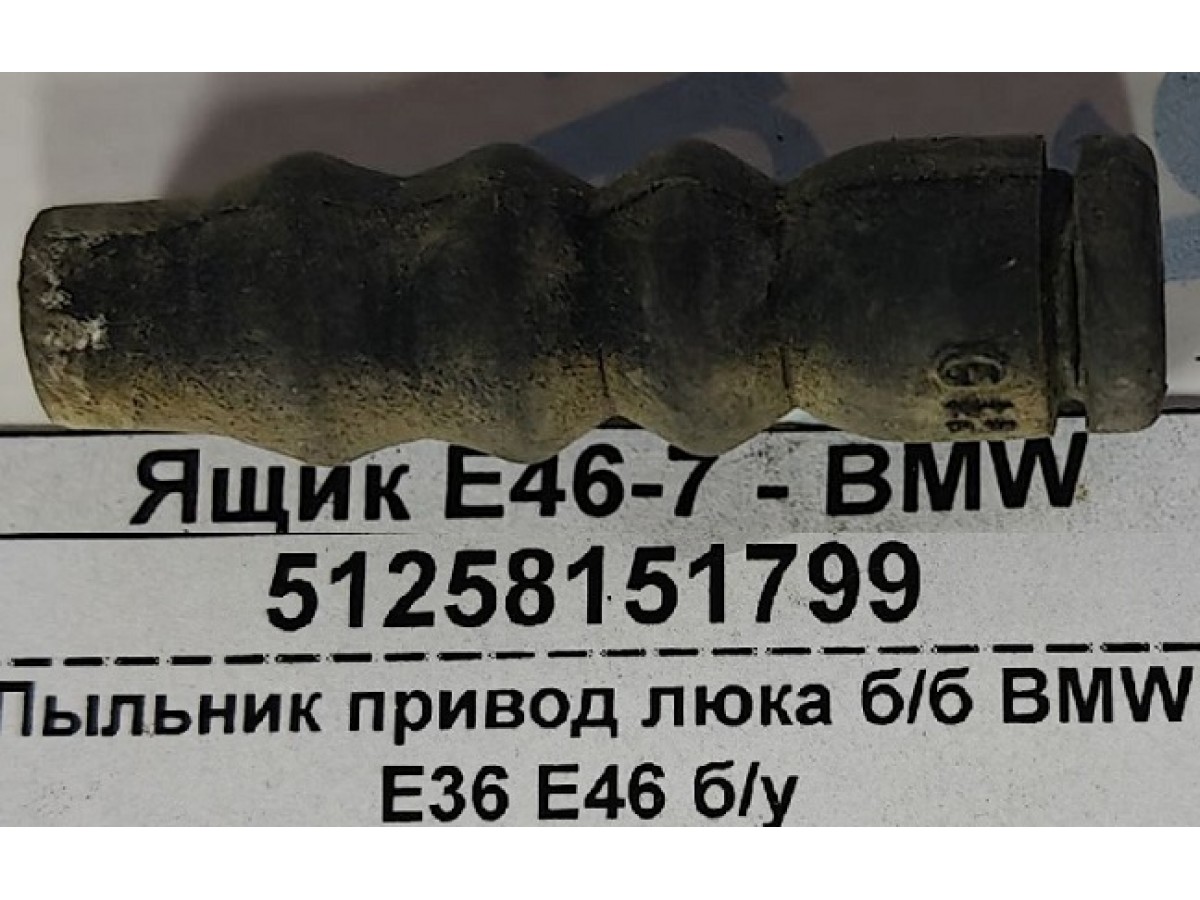 Ящик E46-7 - BMW
51258151799
Пыльник привод люка б/б BMW
E36 E46 б/у